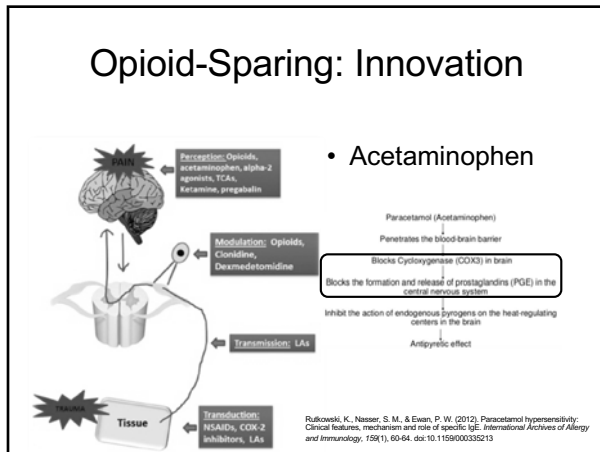 Opioid-Sparing: Innovation
PAIN
Perception: Opioids,
acetaminophen, alpha-2
agonists, TCAs,
Ketamine, pregabalin
Modulation: Opioids,
Clonidine,
Dexmedetomidine
Transmission: LAs
TRAUMA
Tissue
Transduction:
NSAIDs, COX-2
inhibitors, LAs
• Acetaminophen
Paracetamol (Acetaminophen)
Penetrates the blood-brain barrier
Blocks Cycloxygenase (COX3) in brain
Blocks the formation and release of prostaglandins (PGE) in the
central nervous system
Inhibit the action of endogenous pyrogens on the heat-regulating
centers in the brain
Antipyretic effect
Rutkowski, K., Nasser, S. M., & Ewan, P. W. (2012). Paracetamol hypersensitivity:
Clinical features, mechanism and role of specific IgE. International Archives of Allergy
and Immunology, 159(1), 60-64. doi:10.1159/000335213